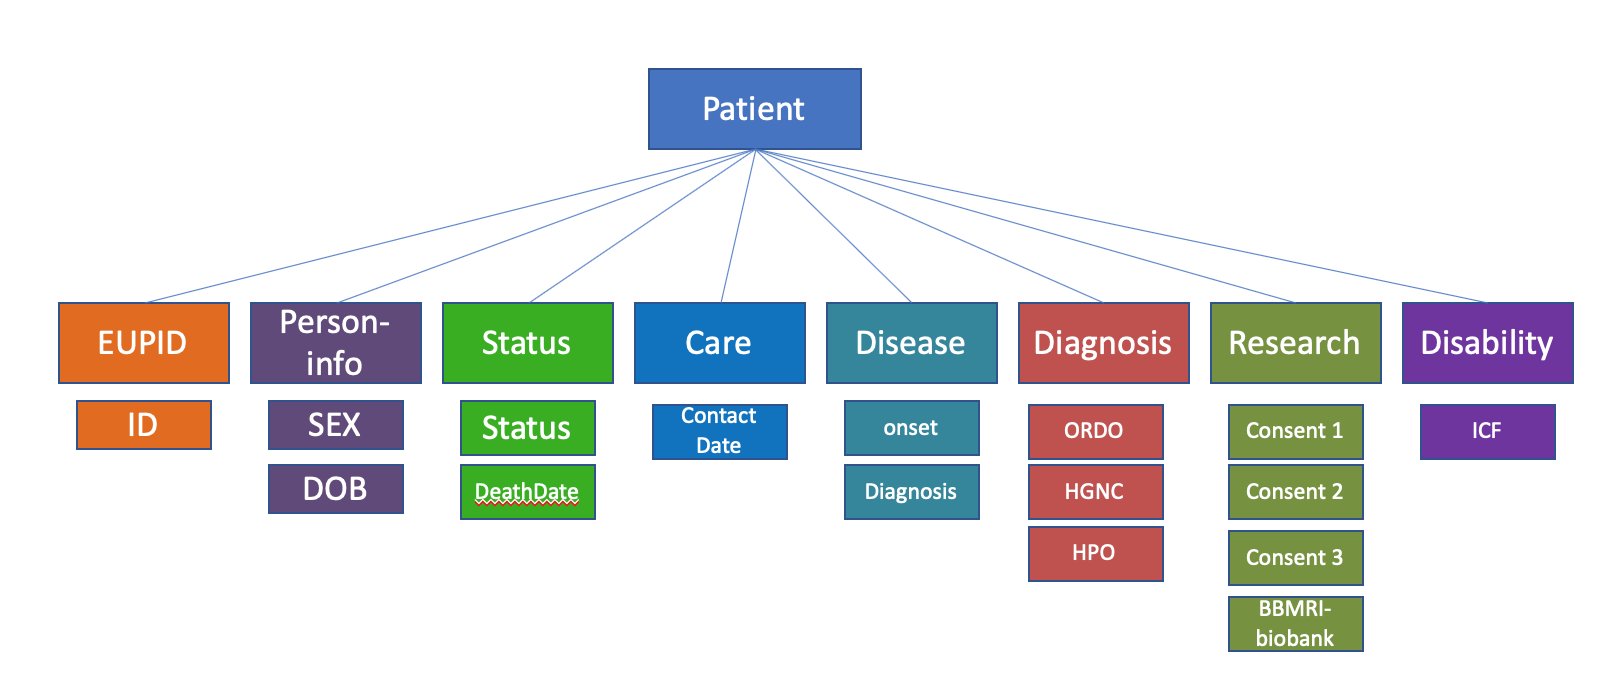 Patient
EUPID
Person-
info
Status
Care
Disease
Diagnosis
Research
Disability
ID
SEX
DOB
Status
DeathDate
Contact
Date
onset
Diagnosis
ORDO
HGNC
HPO
Consent 1
Consent 2
Consent 3
BBMRI-
biobank
ICF